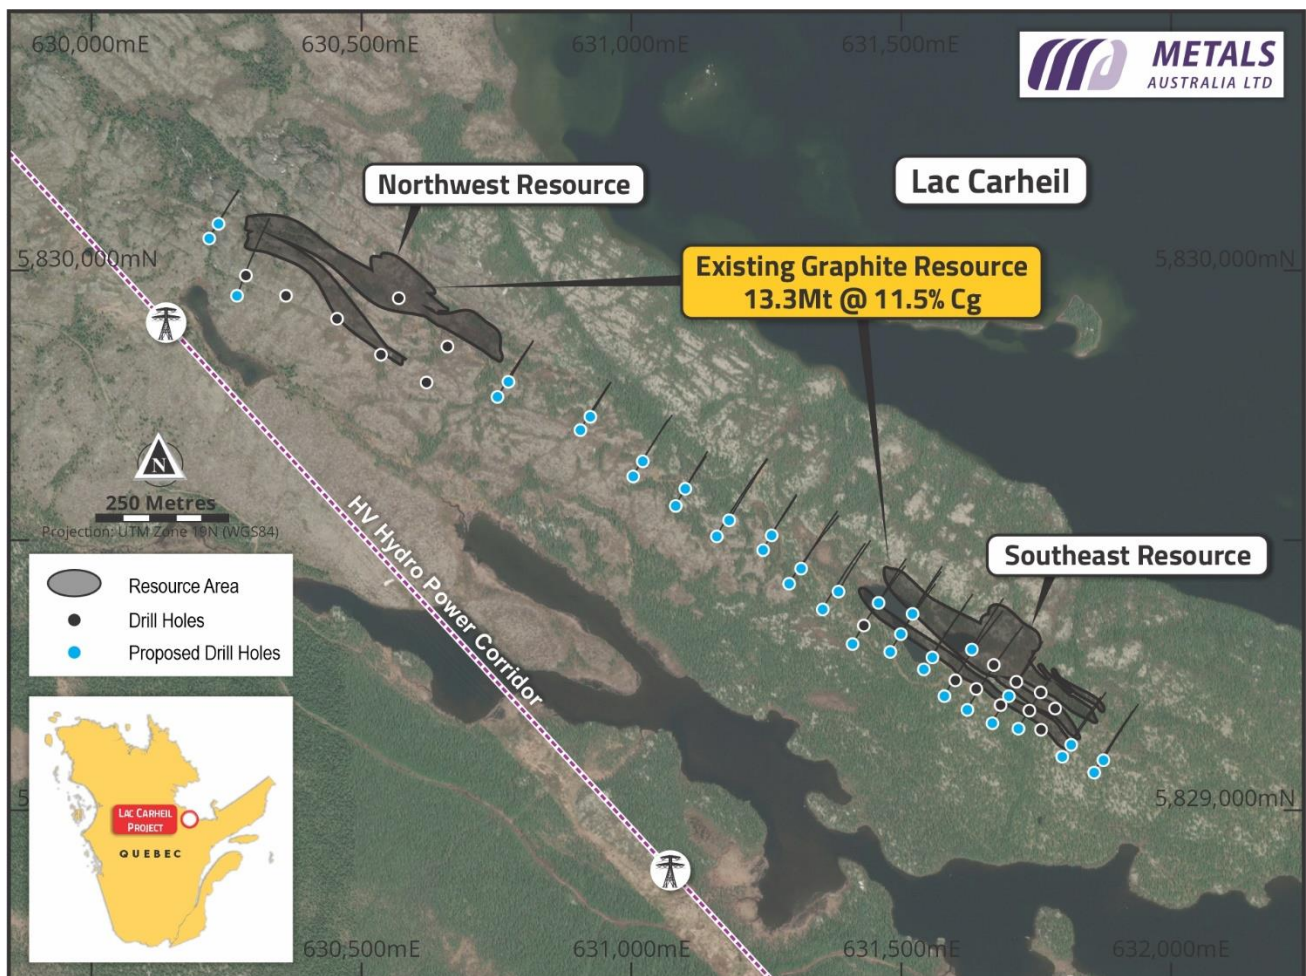 630,000mE
630,500mE
631,000mE
631,500mE
METALS
AUSTRALIA LTD
Northwest Resource
Lac Carheil
5,830,000mN
5,830,000mN
Existing Graphite Resource
13.3Mt @ 11.5% Cg
N
250 Metres
Projection: UTM Zone 19N (WGS84)
HV Hydro Power Corridor
Southeast Resource
Resource Area
Drill Holes
Proposed Drill Holes
LAC CARHEIL
PROJECT
QUEBEC
5,829,000mN
630,500mE
631,000mE
631,500mE
632,000mE